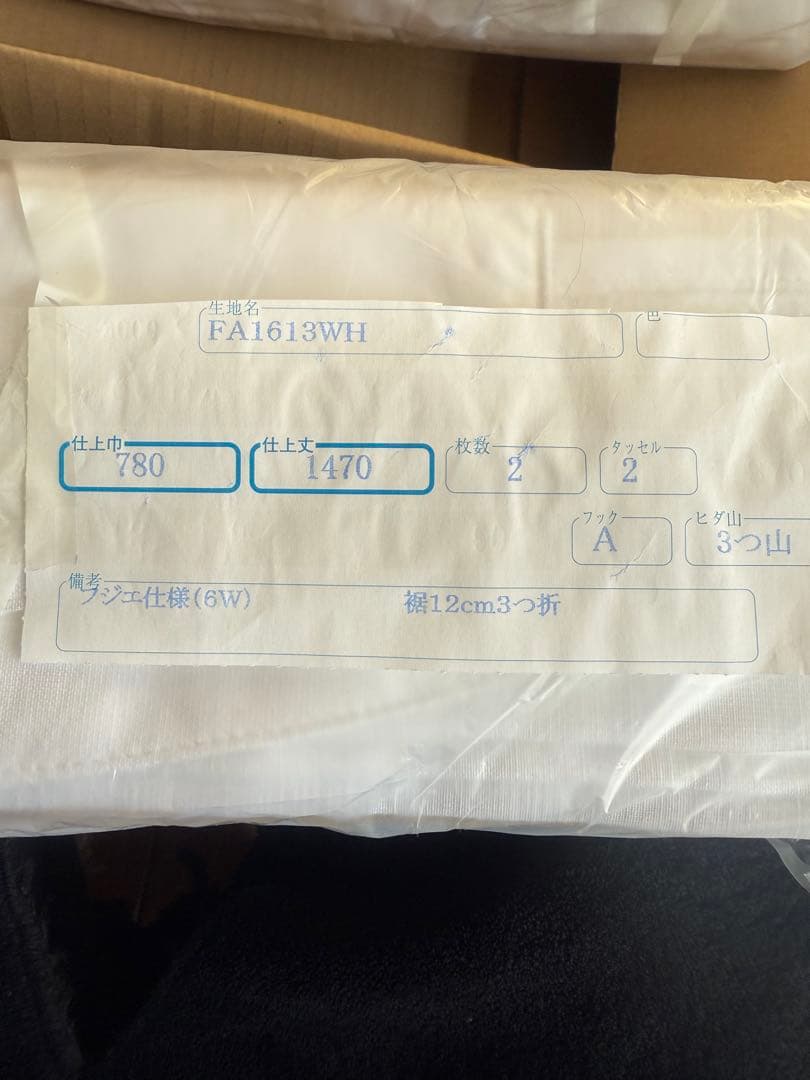 生地名
FA1613WH
色
仕上巾
780
仕上丈
1470
枚数
2
タッセル
2
フック
A
ヒダ山
3つ山
備考
フジエ仕様(6W) 裾12cm3つ折